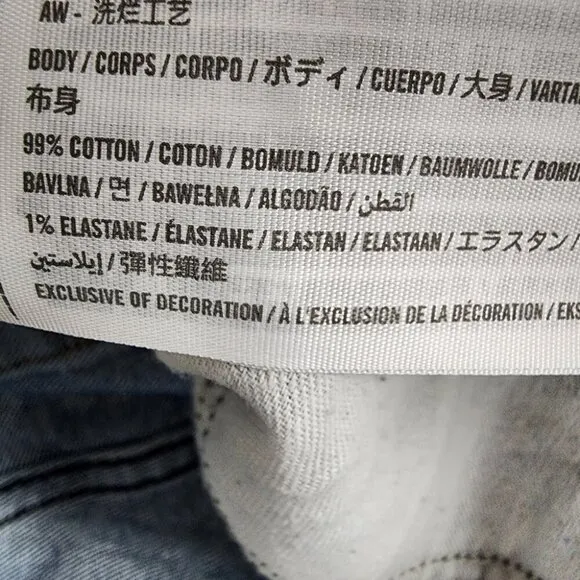 AW - 洗烂工艺
BODY / CORPS / CORPO / ボディ / CUERPO / 大身 / VARTA
布身
99% COTTON / COTON / BOMULD / KATOEN / BAUMWOLLE / BOMU
BAVLNA / 면 / BAWEŁNA / ALGODÃO / القطن
1% ELASTANE / ÉLASTANE / ELASTAN / ELASTAAN / エラスタン /
إيلاستين / 彈性纖維
EXCLUSIVE OF DECORATION / À L'EXCLUSION DE LA DÉCORATION / EKS